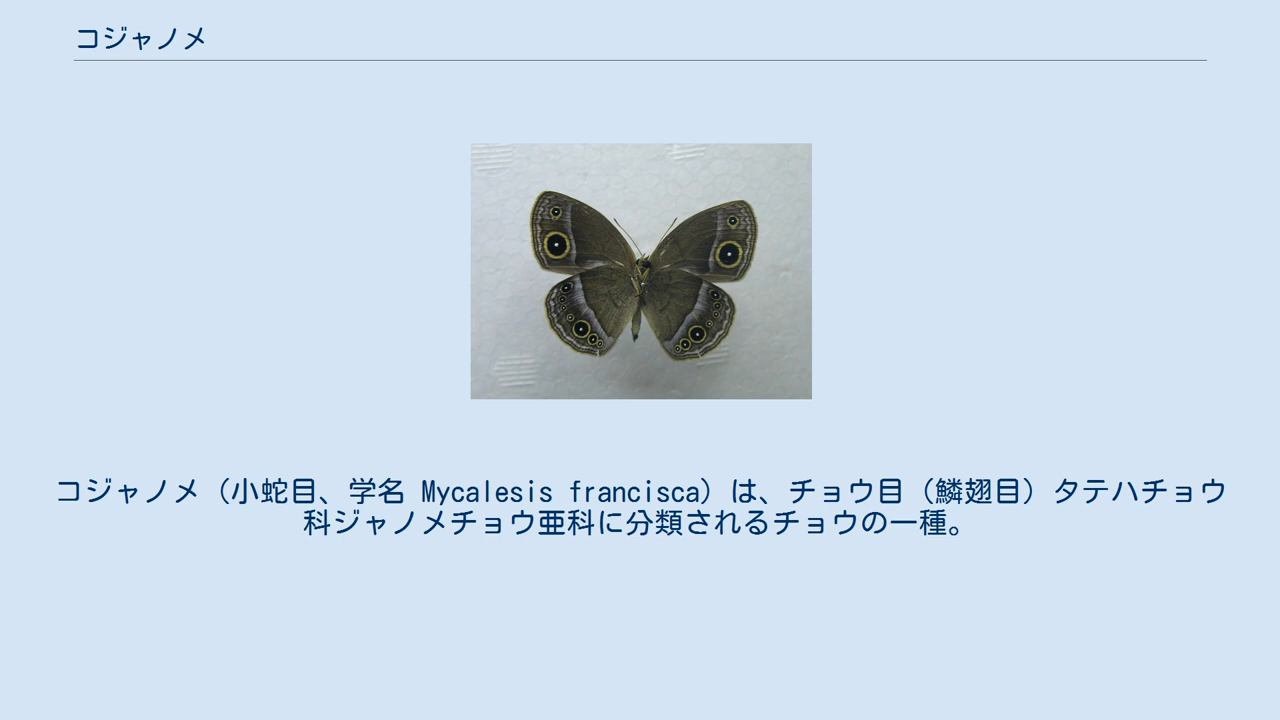 コジャノメ
コジャノメ（小蛇目、学名 Mycalesis francisca）は、チョウ目（鱗翅目）タテハチョウ
科ジャノメチョウ亜科に分類されるチョウの一種。